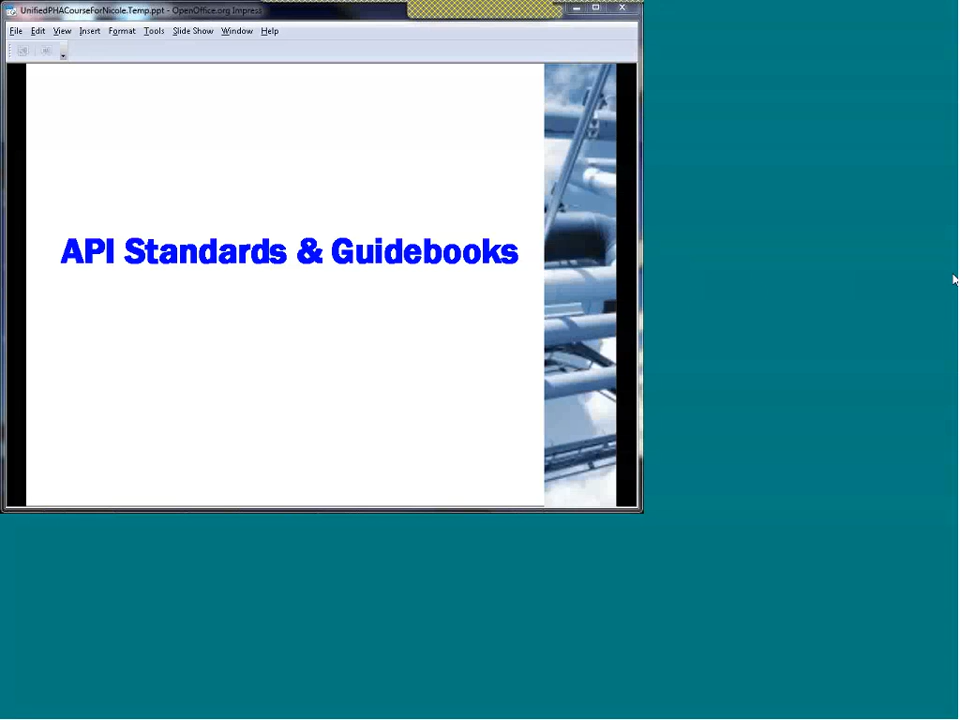 UnifiedPHACourseForNicole.Temp.ppt - OpenOffice.org Impress
File Edit View Insert Format Tools Slide Show Window Help
API Standards & Guidebooks